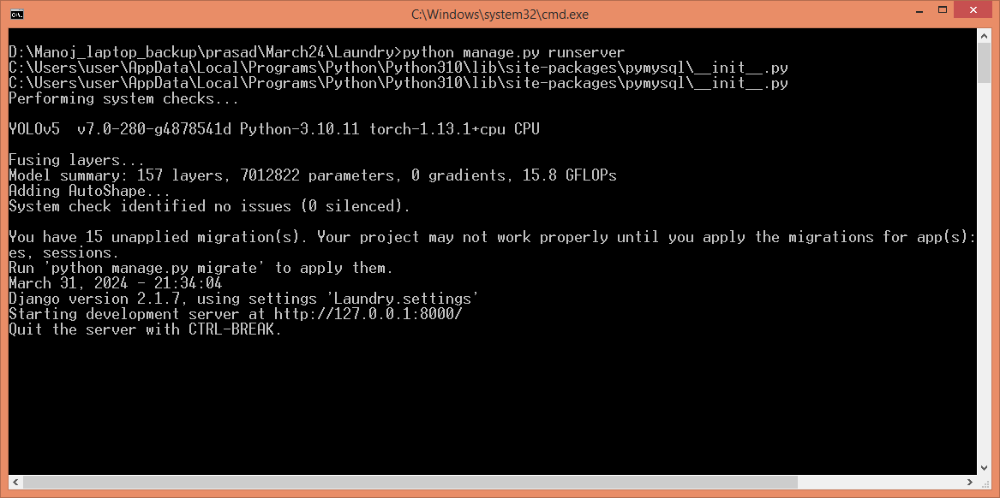 C:\Windows\system32\cmd.exe
D:\Manoj_laptop_backup\prasad\March24\Laundry>python manage.py runserver
C:\Users\user\AppData\Local\Programs\Python\Python310\lib\site-packages\pymysql\__init__.py
C:\Users\user\AppData\Local\Programs\Python\Python310\lib\site-packages\pymysql\__init__.py
Performing system checks...
YOLOv5  v7.0-280-g4878541d Python-3.10.11 torch-1.13.1+cpu CPU
Fusing layers...
Model summary: 157 layers, 7012822 parameters, 0 gradients, 15.8 GFLOPs
Adding AutoShape...
System check identified no issues (0 silenced).
You have 15 unapplied migration(s). Your project may not work properly until you apply the migrations for app(s):
es, sessions.
Run 'python manage.py migrate' to apply them.
March 31, 2024 - 21:34:04
Django version 2.1.7, using settings 'Laundry.settings'
Starting development server at http://127.0.0.1:8000/
Quit the server with CTRL-BREAK.